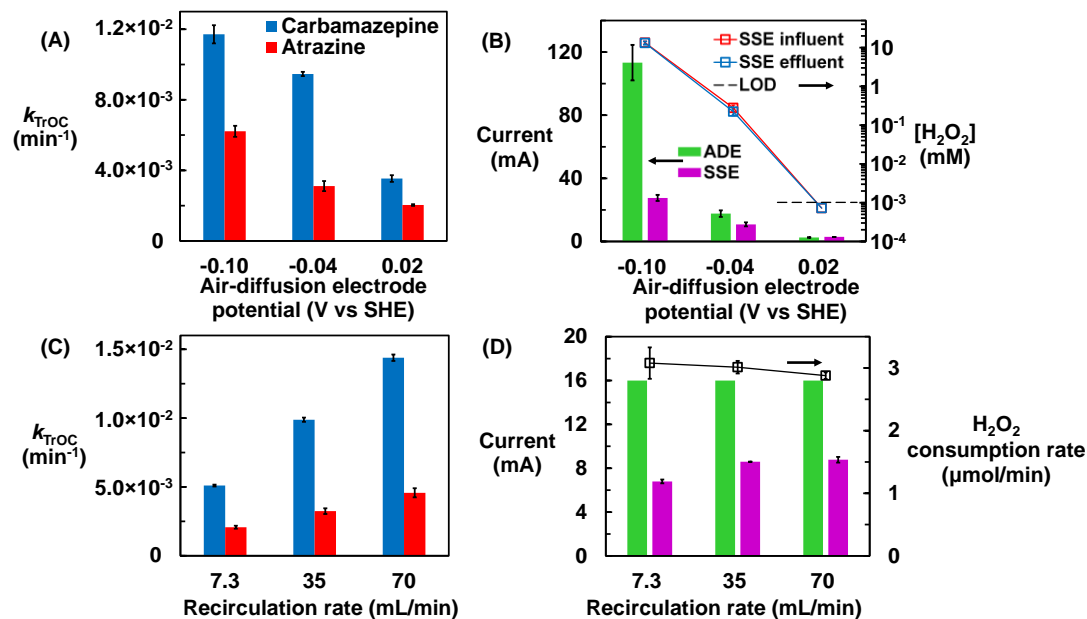 (A)
1.2×10⁻²
8.0×10⁻³
4.0×10⁻³
0
kTrOC
(min⁻¹)
Carbamazepine
Atrazine
-0.10 -0.04 0.02
Air-diffusion electrode
potential (V vs SHE)
(B)
120
80
40
0
Current
(mA)
SSE influent
SSE effluent
LOD
ADE
SSE
10
1
10⁻¹
10⁻²
10⁻³
10⁻⁴
[H₂O₂]
(mM)
-0.10 -0.04 0.02
Air-diffusion electrode
potential (V vs SHE)
(C)
1.5×10⁻²
1.0×10⁻²
5.0×10⁻³
0
kTrOC
(min⁻¹)
7.3 35 70
Recirculation rate (mL/min)
(D)
20
16
12
8
4
0
Current
(mA)
3
2
1
0
H₂O₂
consumption rate
(µmol/min)
7.3 35 70
Recirculation rate (mL/min)